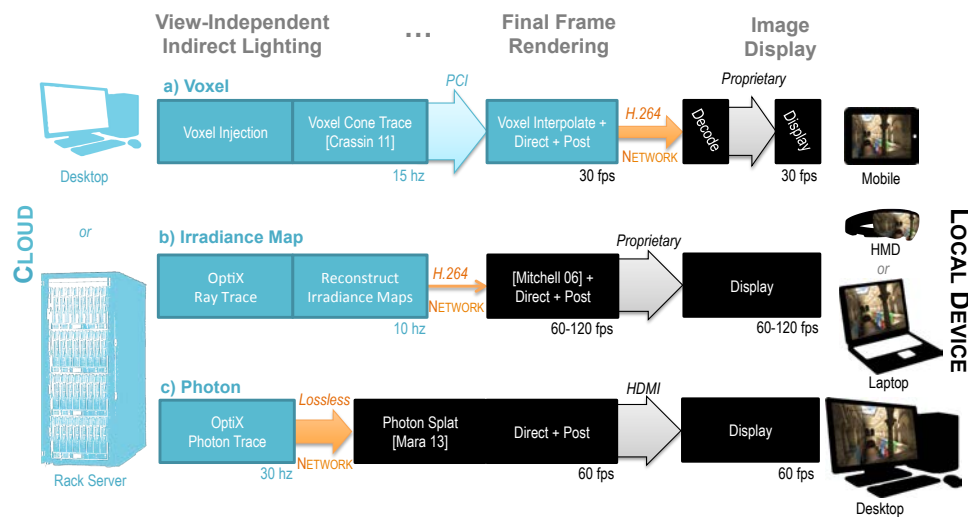 View-Independent
Indirect Lighting
...
Final Frame
Rendering
Image
Display
a) Voxel
PCI
Proprietary
Voxel Injection
Voxel Cone Trace
[Crassin 11]
Voxel Interpolate +
Direct + Post
H.264
NETWORK
Decode
Display
Desktop
15 hz
30 fps
30 fps
Mobile
CLOUD
or
b) Irradiance Map
Proprietary
HMD
or
LOCAL DEVICE
OptiX
Ray Trace
Reconstruct
Irradiance Maps
H.264
NETWORK
[Mitchell 06] +
Direct + Post
Display
10 hz
60-120 fps
60-120 fps
Laptop
c) Photon
Lossless
HDMI
OptiX
Photon Trace
NETWORK
Photon Splat
[Mara 13]
Direct + Post
Display
Rack Server
30 hz
60 fps
60 fps
Desktop